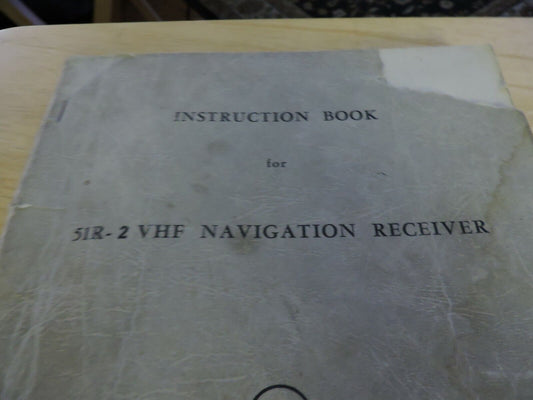 INSTRUCTION BOOK
for
51R-2 VHF NAVIGATION RECEIVER